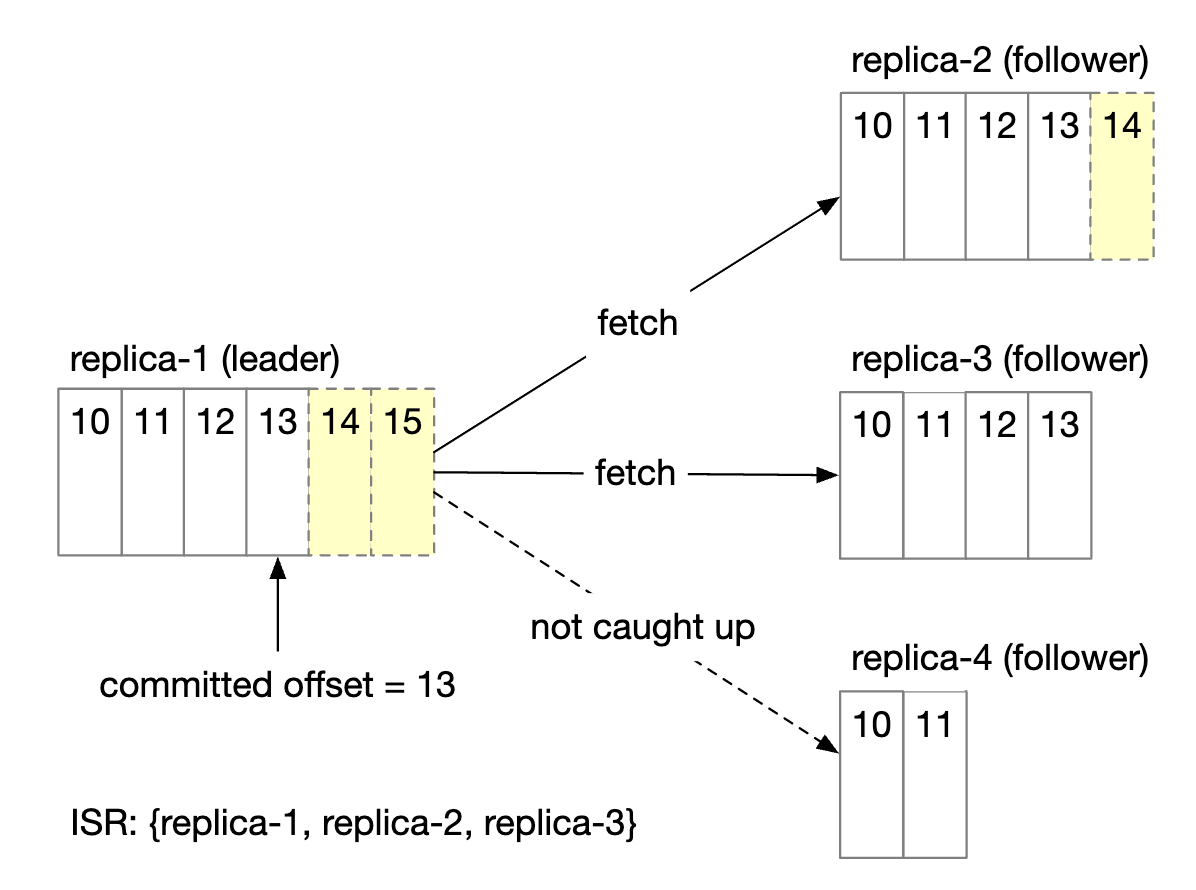 replica-2 (follower)
10 11 12 13 14
fetch
replica-1 (leader)
10 11 12 13 14 15
replica-3 (follower)
10 11 12 13
fetch
not caught up
committed offset = 13
replica-4 (follower)
10 11
ISR: {replica-1, replica-2, replica-3}